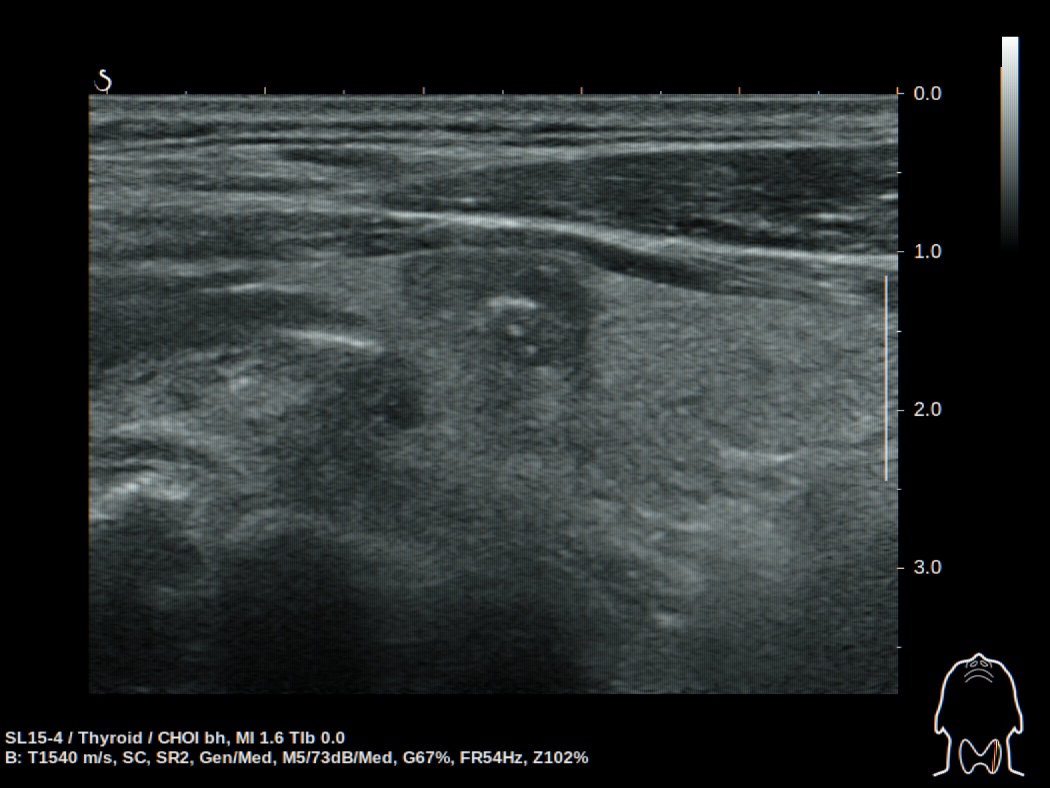 0.0
1.0
2.0
3.0
SL15-4 / Thyroid / CHOI bh, MI 1.6 TIb 0.0
B: T1540 m/s, SC, SR2, Gen/Med, M5/73dB/Med, G67%, FR54Hz, Z102%